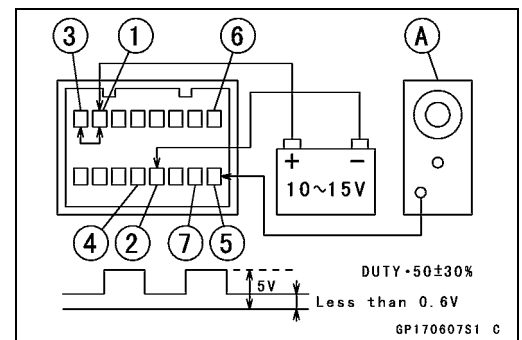 3 1 6 A
+ −
10~15V
4 2 7 5
DUTY·50±30%
5V
Less than 0.6V
GP170607S1 C